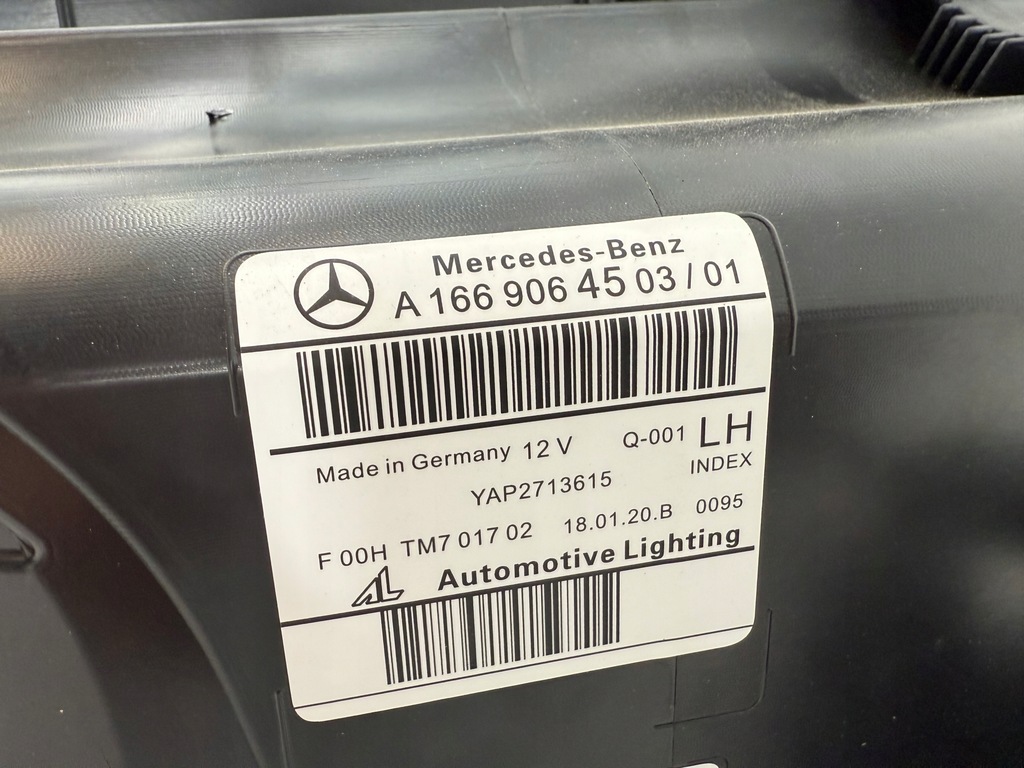 Mercedes-Benz
A 166 906 45 03 / 01
Made in Germany 12 V Q-001 LH
YAP2713615 INDEX
F 00H TM7 017 02 18.01.20.B 0095
AL Automotive Lighting